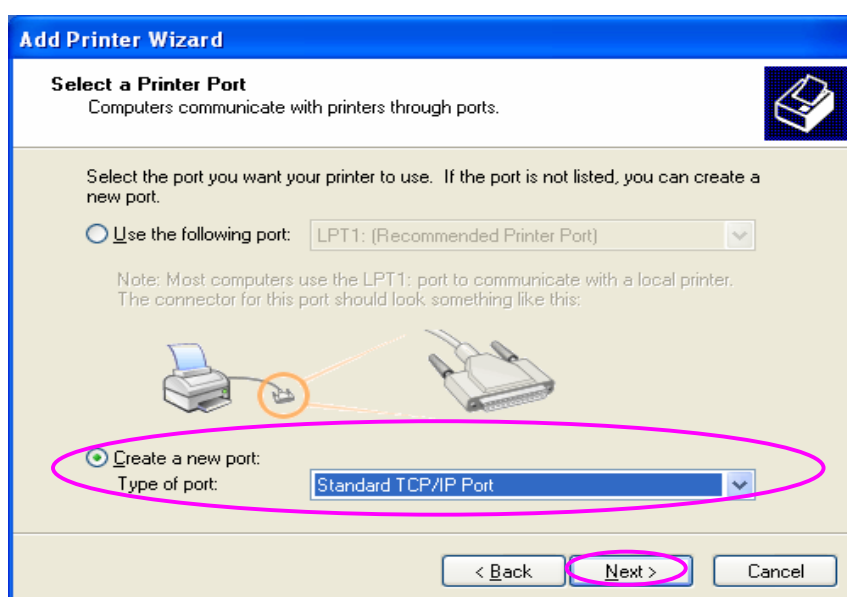 Add Printer Wizard
Select a Printer Port
Computers communicate with printers through ports.
Select the port you want your printer to use. If the port is not listed, you can create a
new port.
Use the following port: LPT1: (Recommended Printer Port)
Note: Most computers use the LPT1: port to communicate with a local printer.
The connector for this port should look something like this:
Create a new port:
Type of port: Standard TCP/IP Port
< Back Next > Cancel